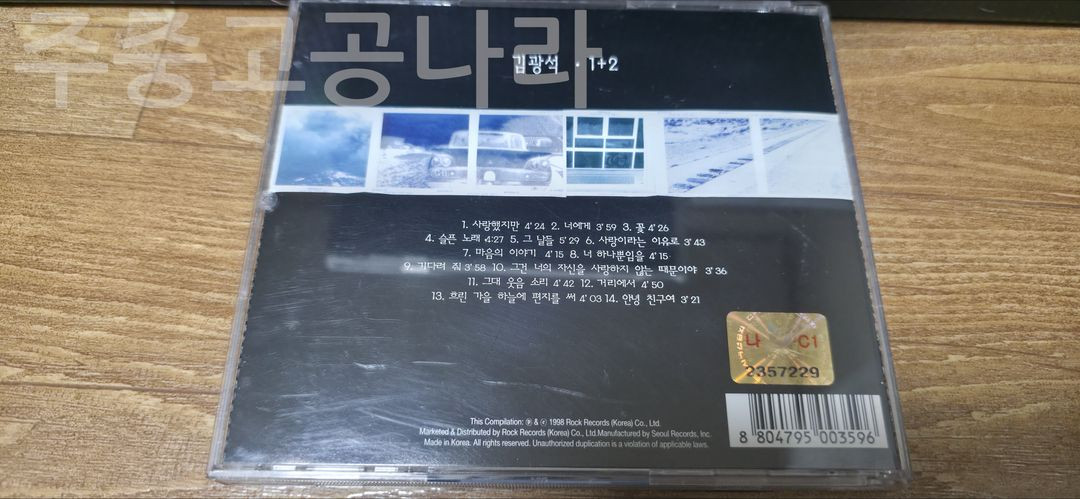 주중고공나라
김광석 · 1+2
1. 사랑했지만 4'24 2. 너에게 3'59 3. 꽃 4'26
4. 슬픈 노래 4:27 5. 그 날들 5'29 6. 사랑이라는 이유로 3'43
7. 마음의 이야기 4'15 8. 너 하나뿐임을 4'15
9. 기다려 줘 3'58 10. 그건 너의 자신을 사랑하지 않는 때문이야 3'36
11. 그대 웃음 소리 4'42 12. 거리에서 4'50
13. 흐린 가을 하늘에 편지를 써 4'03 14. 안녕 친구여 3'21
나 C1
2357229
This Compilation: ℗ & © 1998 Rock Records (Korea) Co., Ltd.
Marketed & Distributed by Rock Records (Korea) Co., Ltd.Manufactured by Seoul Records, Inc.
Made in Korea. All rights reserved. Unauthorized duplication is a violation of applicable laws.
8 804795 003596